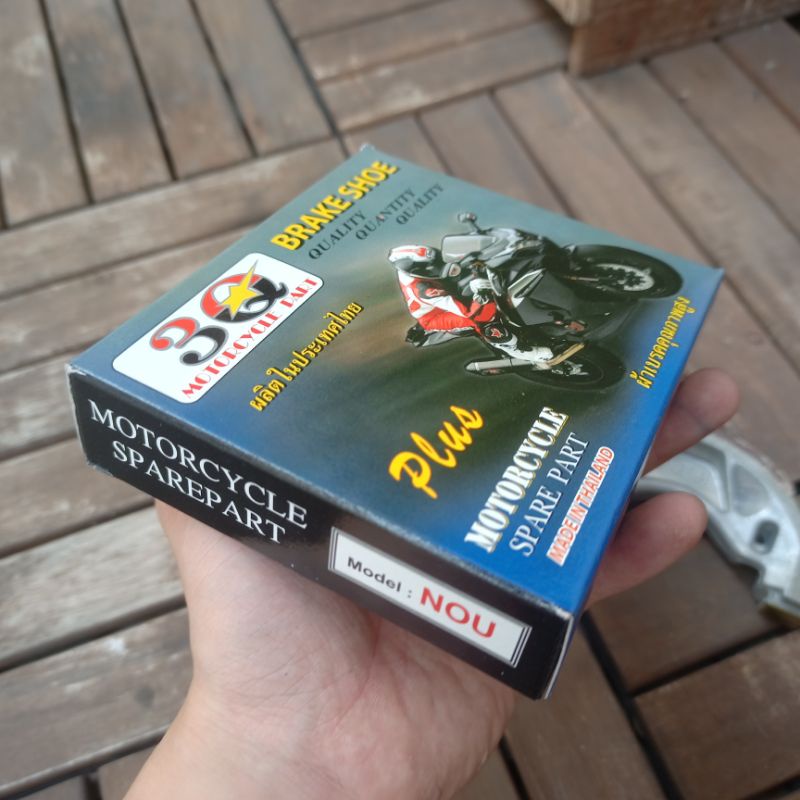 BRAKE SHOE
QUALITY
QUANTITY
QUALITY
3Q
MOTORCYCLE PART
ผลิตในประเทศไทย
ผ้าเบรคคุณภาพสูง
Plus
MOTORCYCLE
SPARE PART
MADE IN THAILAND
MOTORCYCLE
SPAREPART
Model : NOU